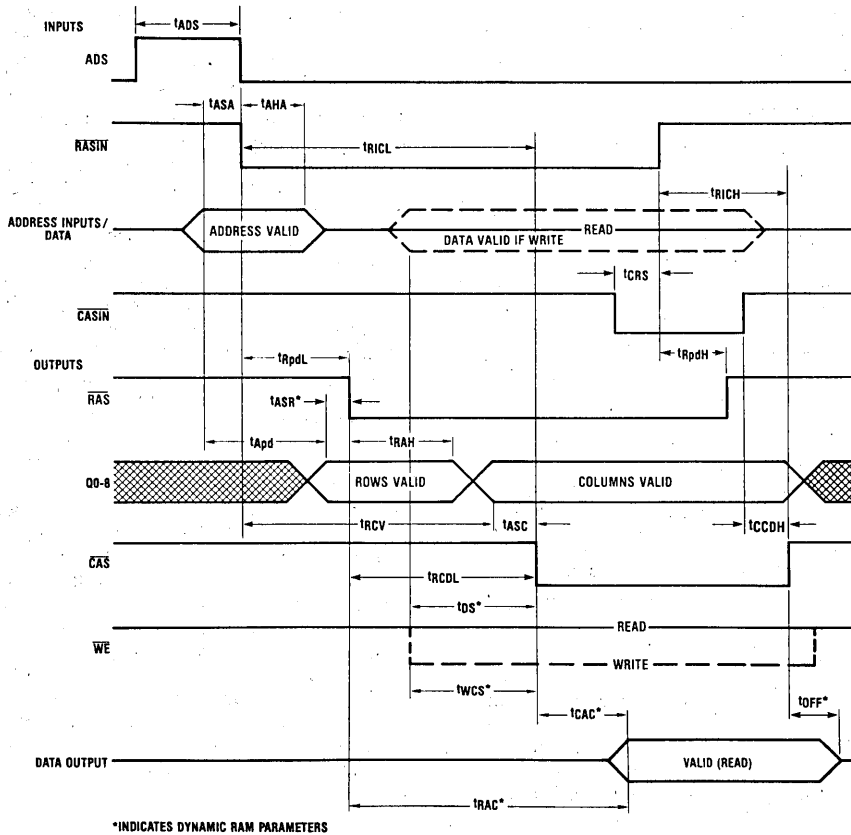 INPUTS
tADS
ADS
tASA
tAHA
RASIN
tRICL
tRICH
ADDRESS INPUTS/
DATA
ADDRESS VALID
READ
DATA VALID IF WRITE
tCRS
CASIN
tRpdL
tRpdH
OUTPUTS
RAS
tASR*
tApd
tRAH
Q0-8
ROWS VALID
COLUMNS VALID
tRCV
tASC
tCCDH
CAS
tRCDL
tDS*
READ
WE
WRITE
tWCS*
tCAC*
tOFF*
DATA OUTPUT
VALID (READ)
tRAC*
*INDICATES DYNAMIC RAM PARAMETERS